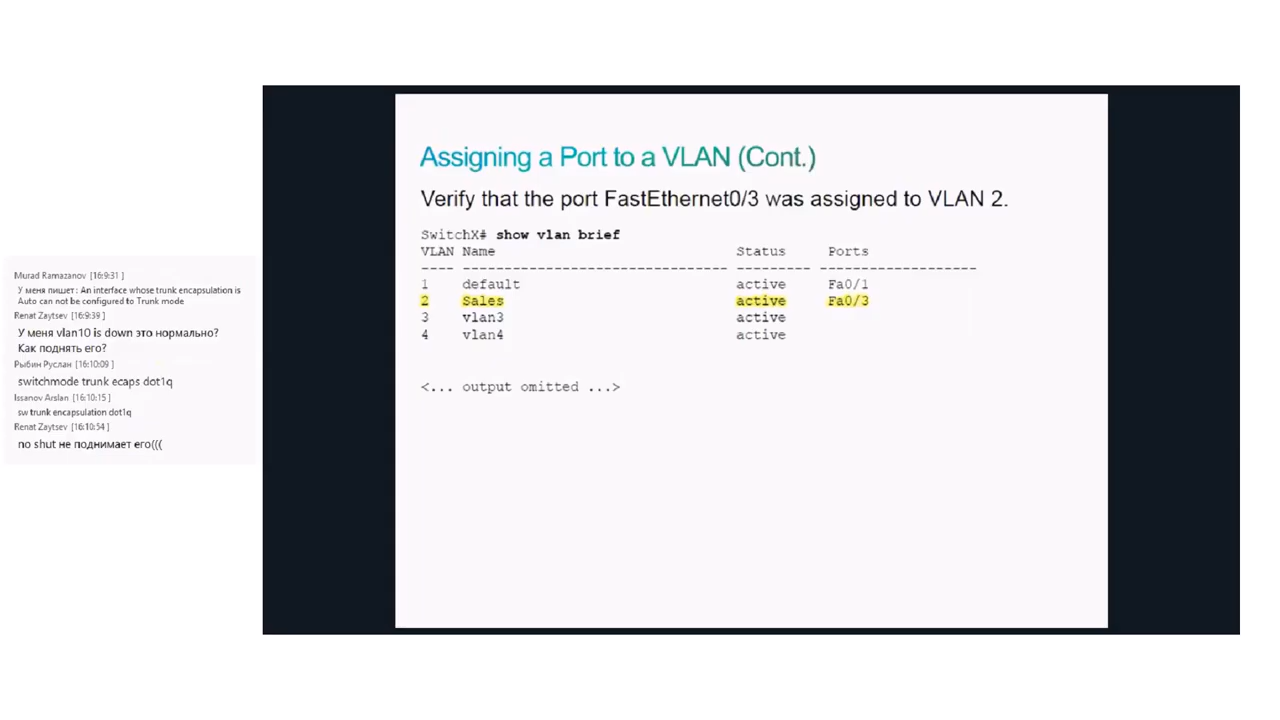 Murad Ramazanov [16:9:31 ]
У меня пишет: An interface whose trunk encapsulation is
Auto can not be configured to Trunk mode
Renat Zaytsev [16:9:39 ]
У меня vlan10 is down это нормально?
Как поднять его?
Рыбин Руслан [16:10:09 ]
switchmode trunk ecaps dot1q
Issanov Arslan [16:10:15 ]
sw trunk encapsulation dot1q
Renat Zaytsev [16:10:54 ]
no shut не поднимает его(((
Assigning a Port to a VLAN (Cont.)
Verify that the port FastEthernet0/3 was assigned to VLAN 2.
SwitchX# show vlan brief
VLAN Name Status Ports
---- -------------------------------- --------- -------------------
1 default active Fa0/1
2 Sales active Fa0/3
3 vlan3 active
4 vlan4 active
<... output omitted ...>